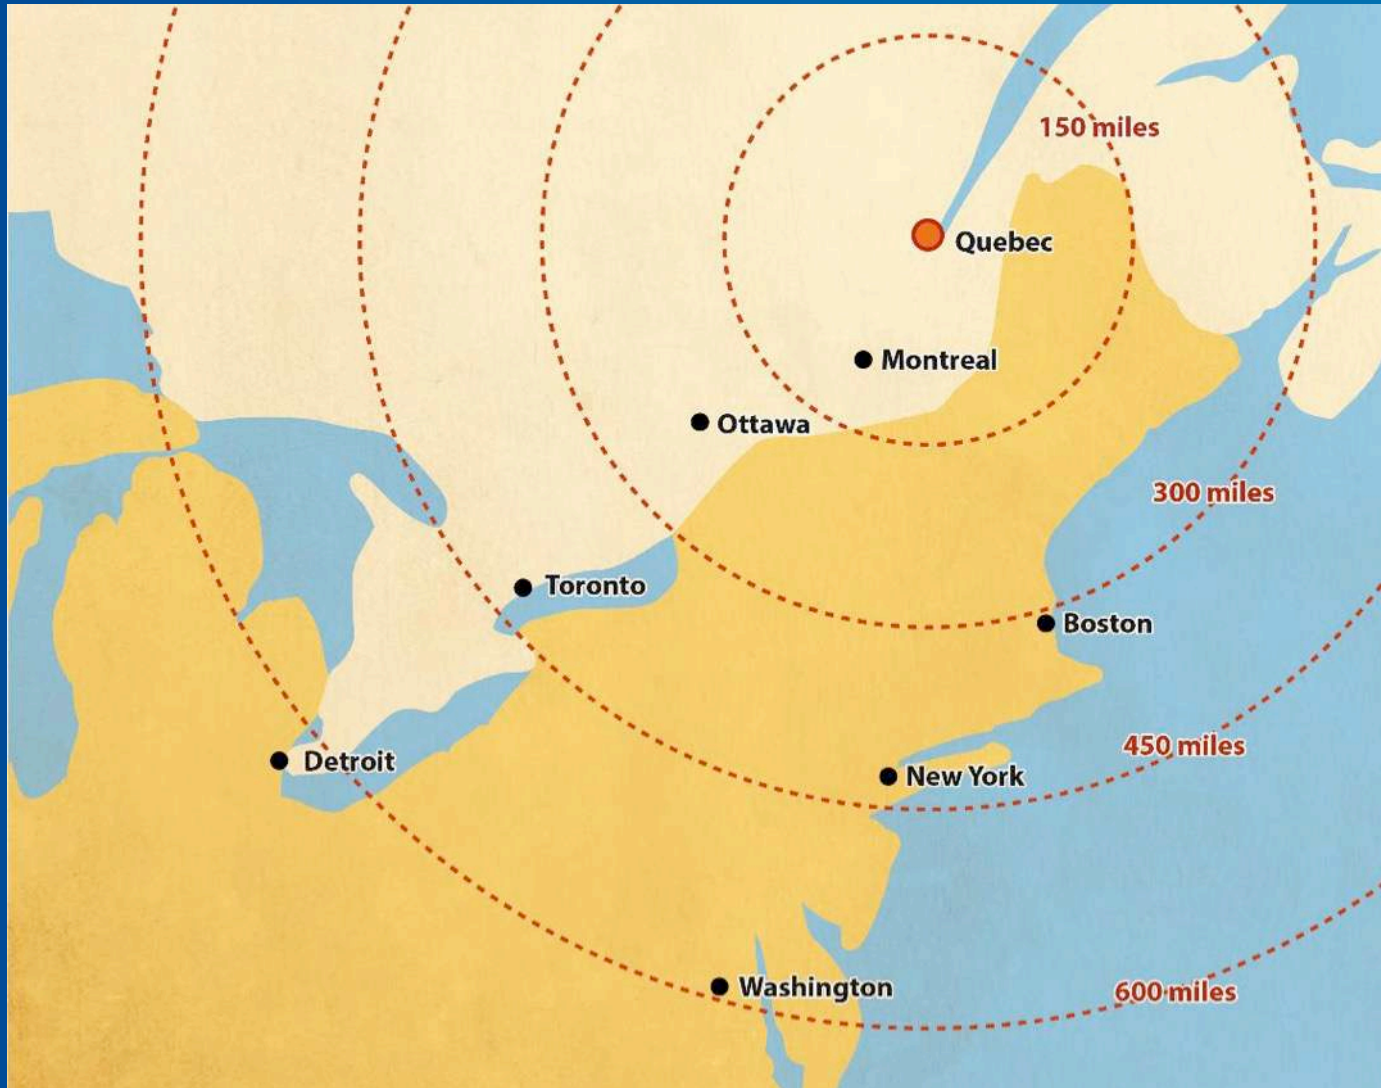 150 miles
Quebec
Montreal
Ottawa
300 miles
Toronto
Boston
450 miles
Detroit
New York
Washington
600 miles